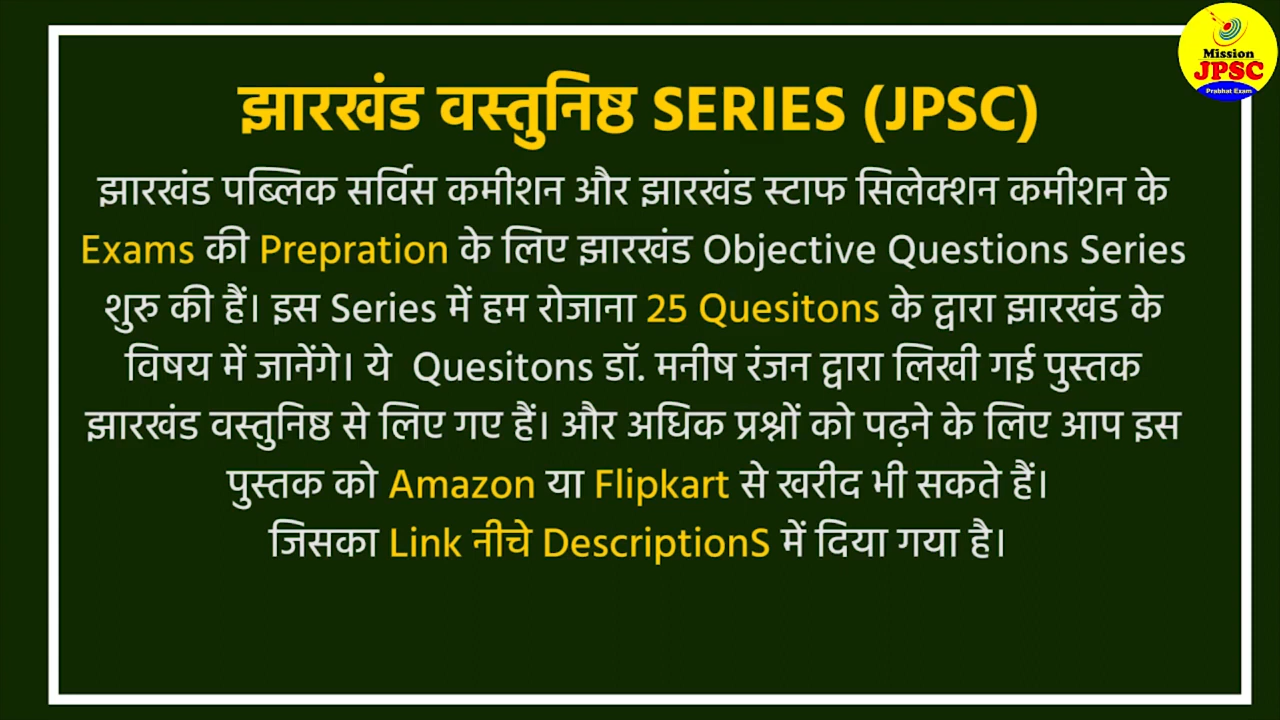 Mission
JPSC
Prabhat Exam
झारखंड वस्तुनिष्ठ SERIES (JPSC)
झारखंड पब्लिक सर्विस कमीशन और झारखंड स्टाफ सिलेक्शन कमीशन के
Exams की Prepration के लिए झारखंड Objective Questions Series
शुरु की हैं। इस Series में हम रोजाना 25 Quesitons के द्वारा झारखंड के
विषय में जानेंगे। ये Quesitons डॉ. मनीष रंजन द्वारा लिखी गई पुस्तक
झारखंड वस्तुनिष्ठ से लिए गए हैं। और अधिक प्रश्नों को पढ़ने के लिए आप इस
पुस्तक को Amazon या Flipkart से खरीद भी सकते हैं।
जिसका Link नीचे DescriptionS में दिया गया है।